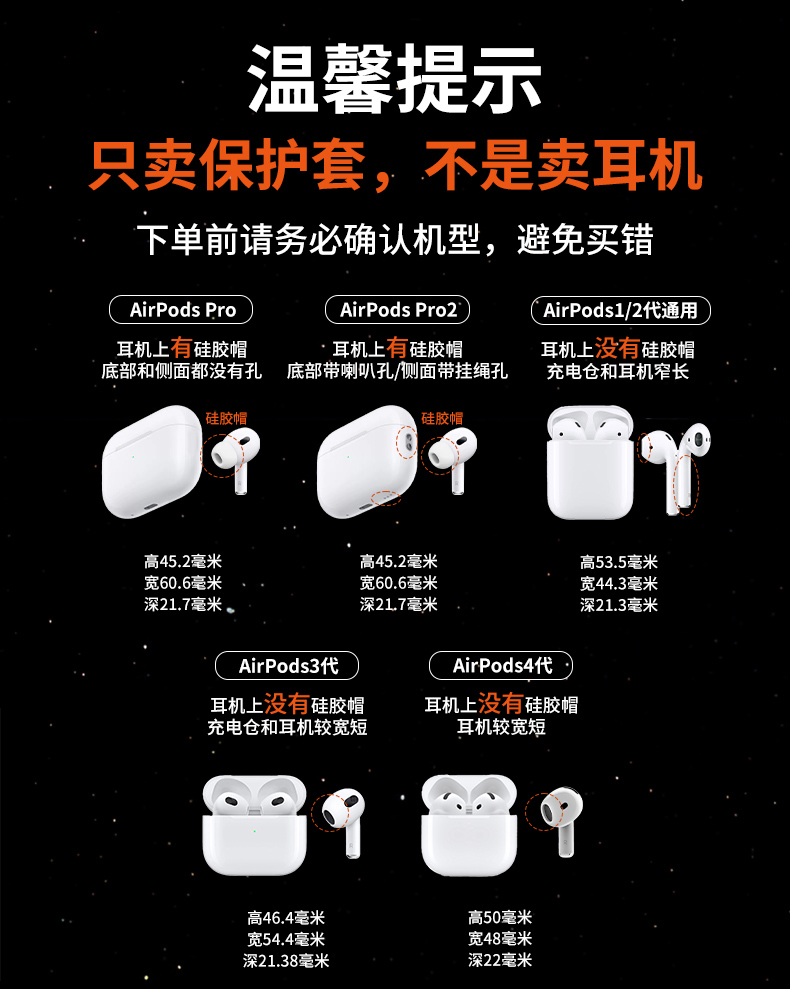 温馨提示
只卖保护套，不是卖耳机
下单前请务必确认机型，避免买错
AirPods Pro
耳机上有硅胶帽
底部和侧面都没有孔
硅胶帽
高45.2毫米
宽60.6毫米
深21.7毫米
AirPods Pro2
耳机上有硅胶帽
底部带喇叭孔/侧面带挂绳孔
硅胶帽
高45.2毫米
宽60.6毫米
深21.7毫米
AirPods1/2代通用
耳机上没有硅胶帽
充电仓和耳机窄长
高53.5毫米
宽44.3毫米
深21.3毫米
AirPods3代
耳机上没有硅胶帽
充电仓和耳机较宽短
高46.4毫米
宽54.4毫米
深21.38毫米
AirPods4代
耳机上没有硅胶帽
耳机较宽短
高50毫米
宽48毫米
深22毫米